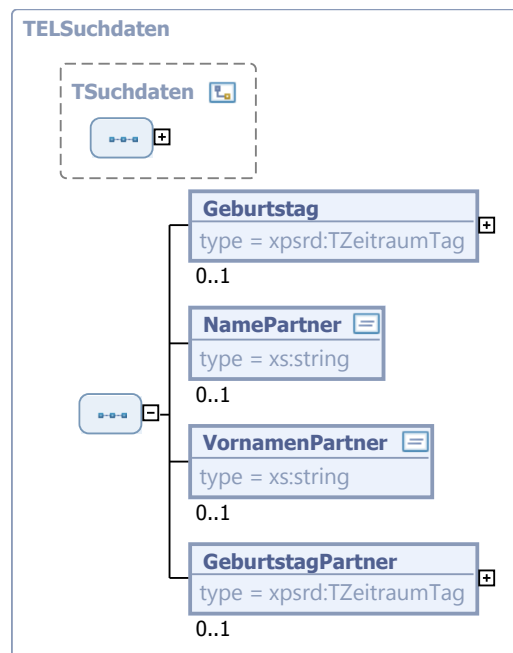 TELSuchdaten
TSuchdaten
Geburtstag
type = xpsrd:TZeitraumTag
0..1
NamePartner
type = xs:string
0..1
VornamenPartner
type = xs:string
0..1
GeburtstagPartner
type = xpsrd:TZeitraumTag
0..1